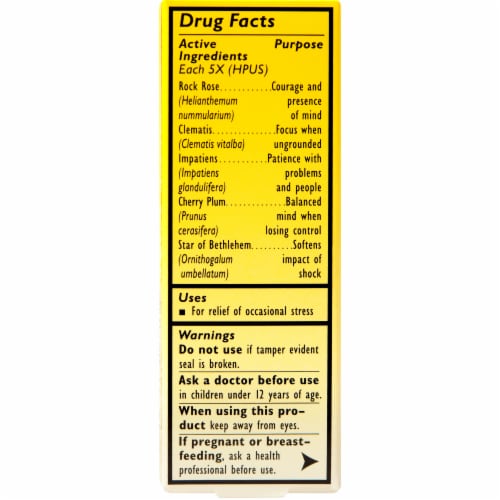 Drug Facts
Active Purpose
Ingredients
Each 5X (HPUS)
Rock Rose............Courage and
(Helianthemum presence
nummularium) of mind
Clematis..............Focus when
(Clematis vitalba) ungrounded
Impatiens...........Patience with
(Impatiens problems
glandulifera) and people
Cherry Plum.............Balanced
(Prunus mind when
cerasifera) losing control
Star of Bethlehem..........Softens
(Ornithogalum impact of
umbellatum) shock
Uses
■ For relief of occasional stress
Warnings
Do not use if tamper evident
seal is broken.
Ask a doctor before use
in children under 12 years of age.
When using this pro-
duct keep away from eyes.
If pregnant or breast-
feeding, ask a health
professional before use.